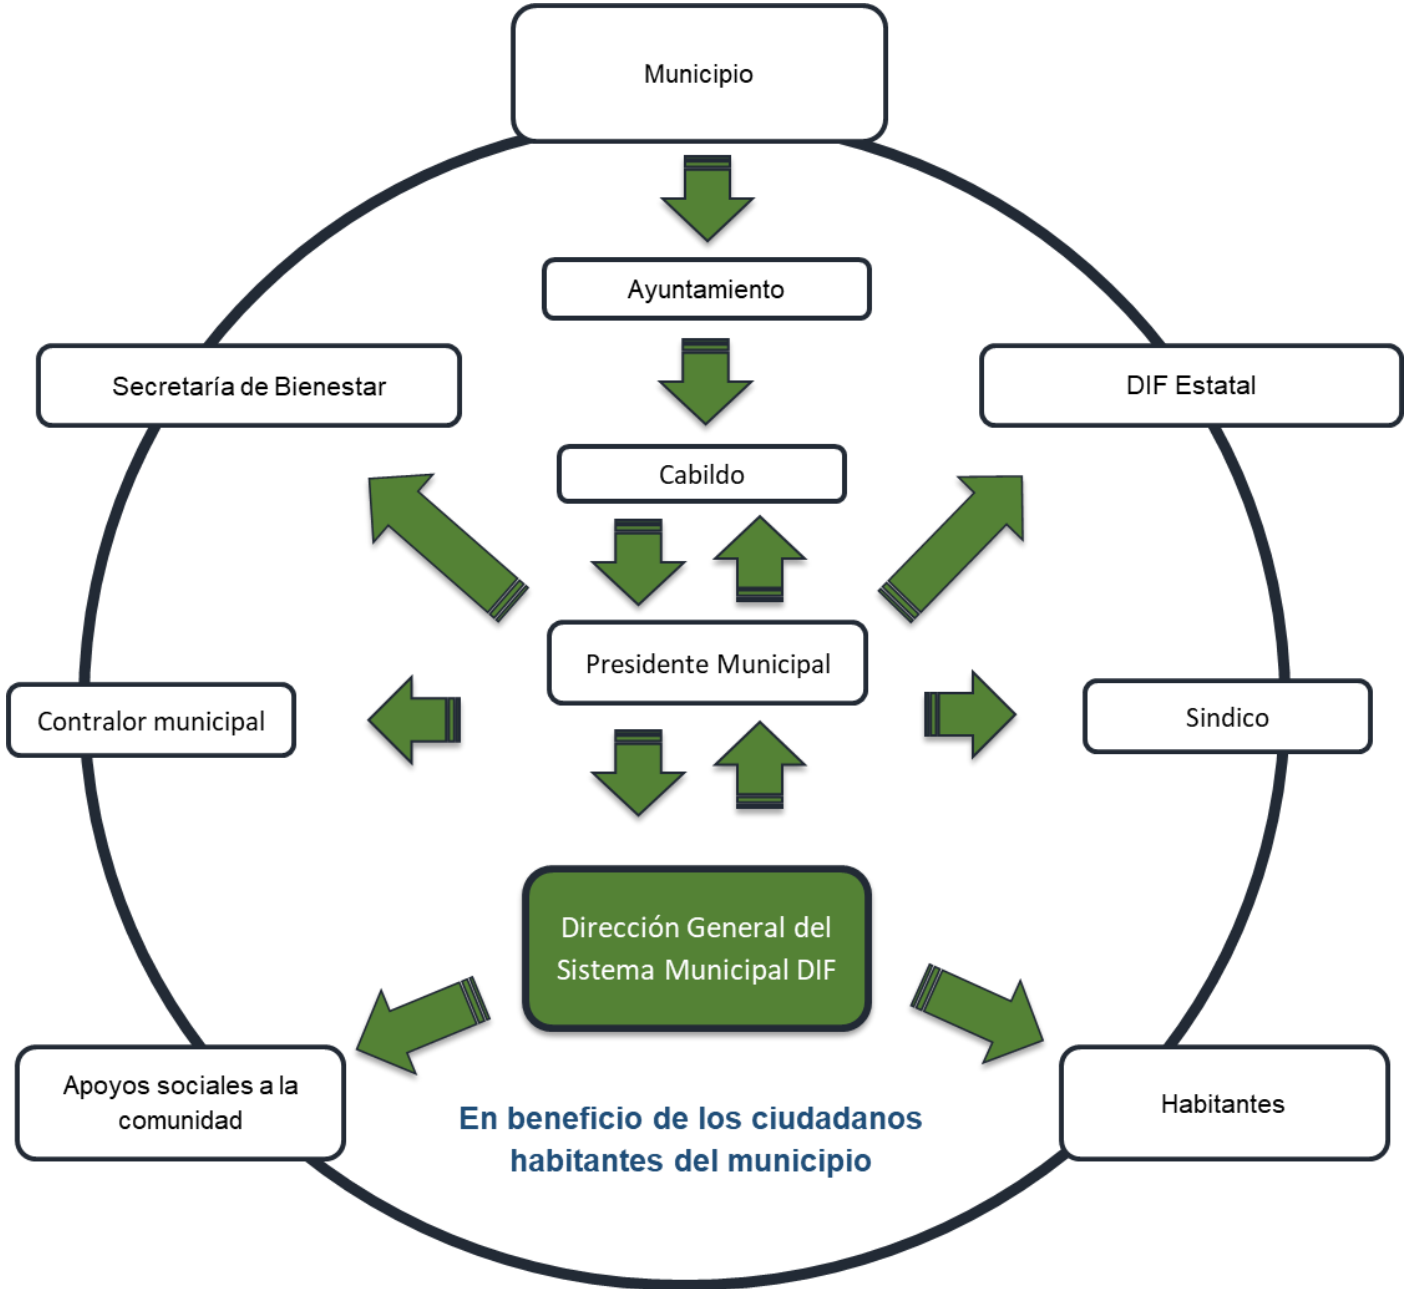 Municipio
Ayuntamiento
Secretaría de Bienestar
DIF Estatal
Cabildo
Presidente Municipal
Contralor municipal
Sindico
Dirección General del
Sistema Municipal DIF
Apoyos sociales a la
comunidad
Habitantes
En beneficio de los ciudadanos
habitantes del municipio